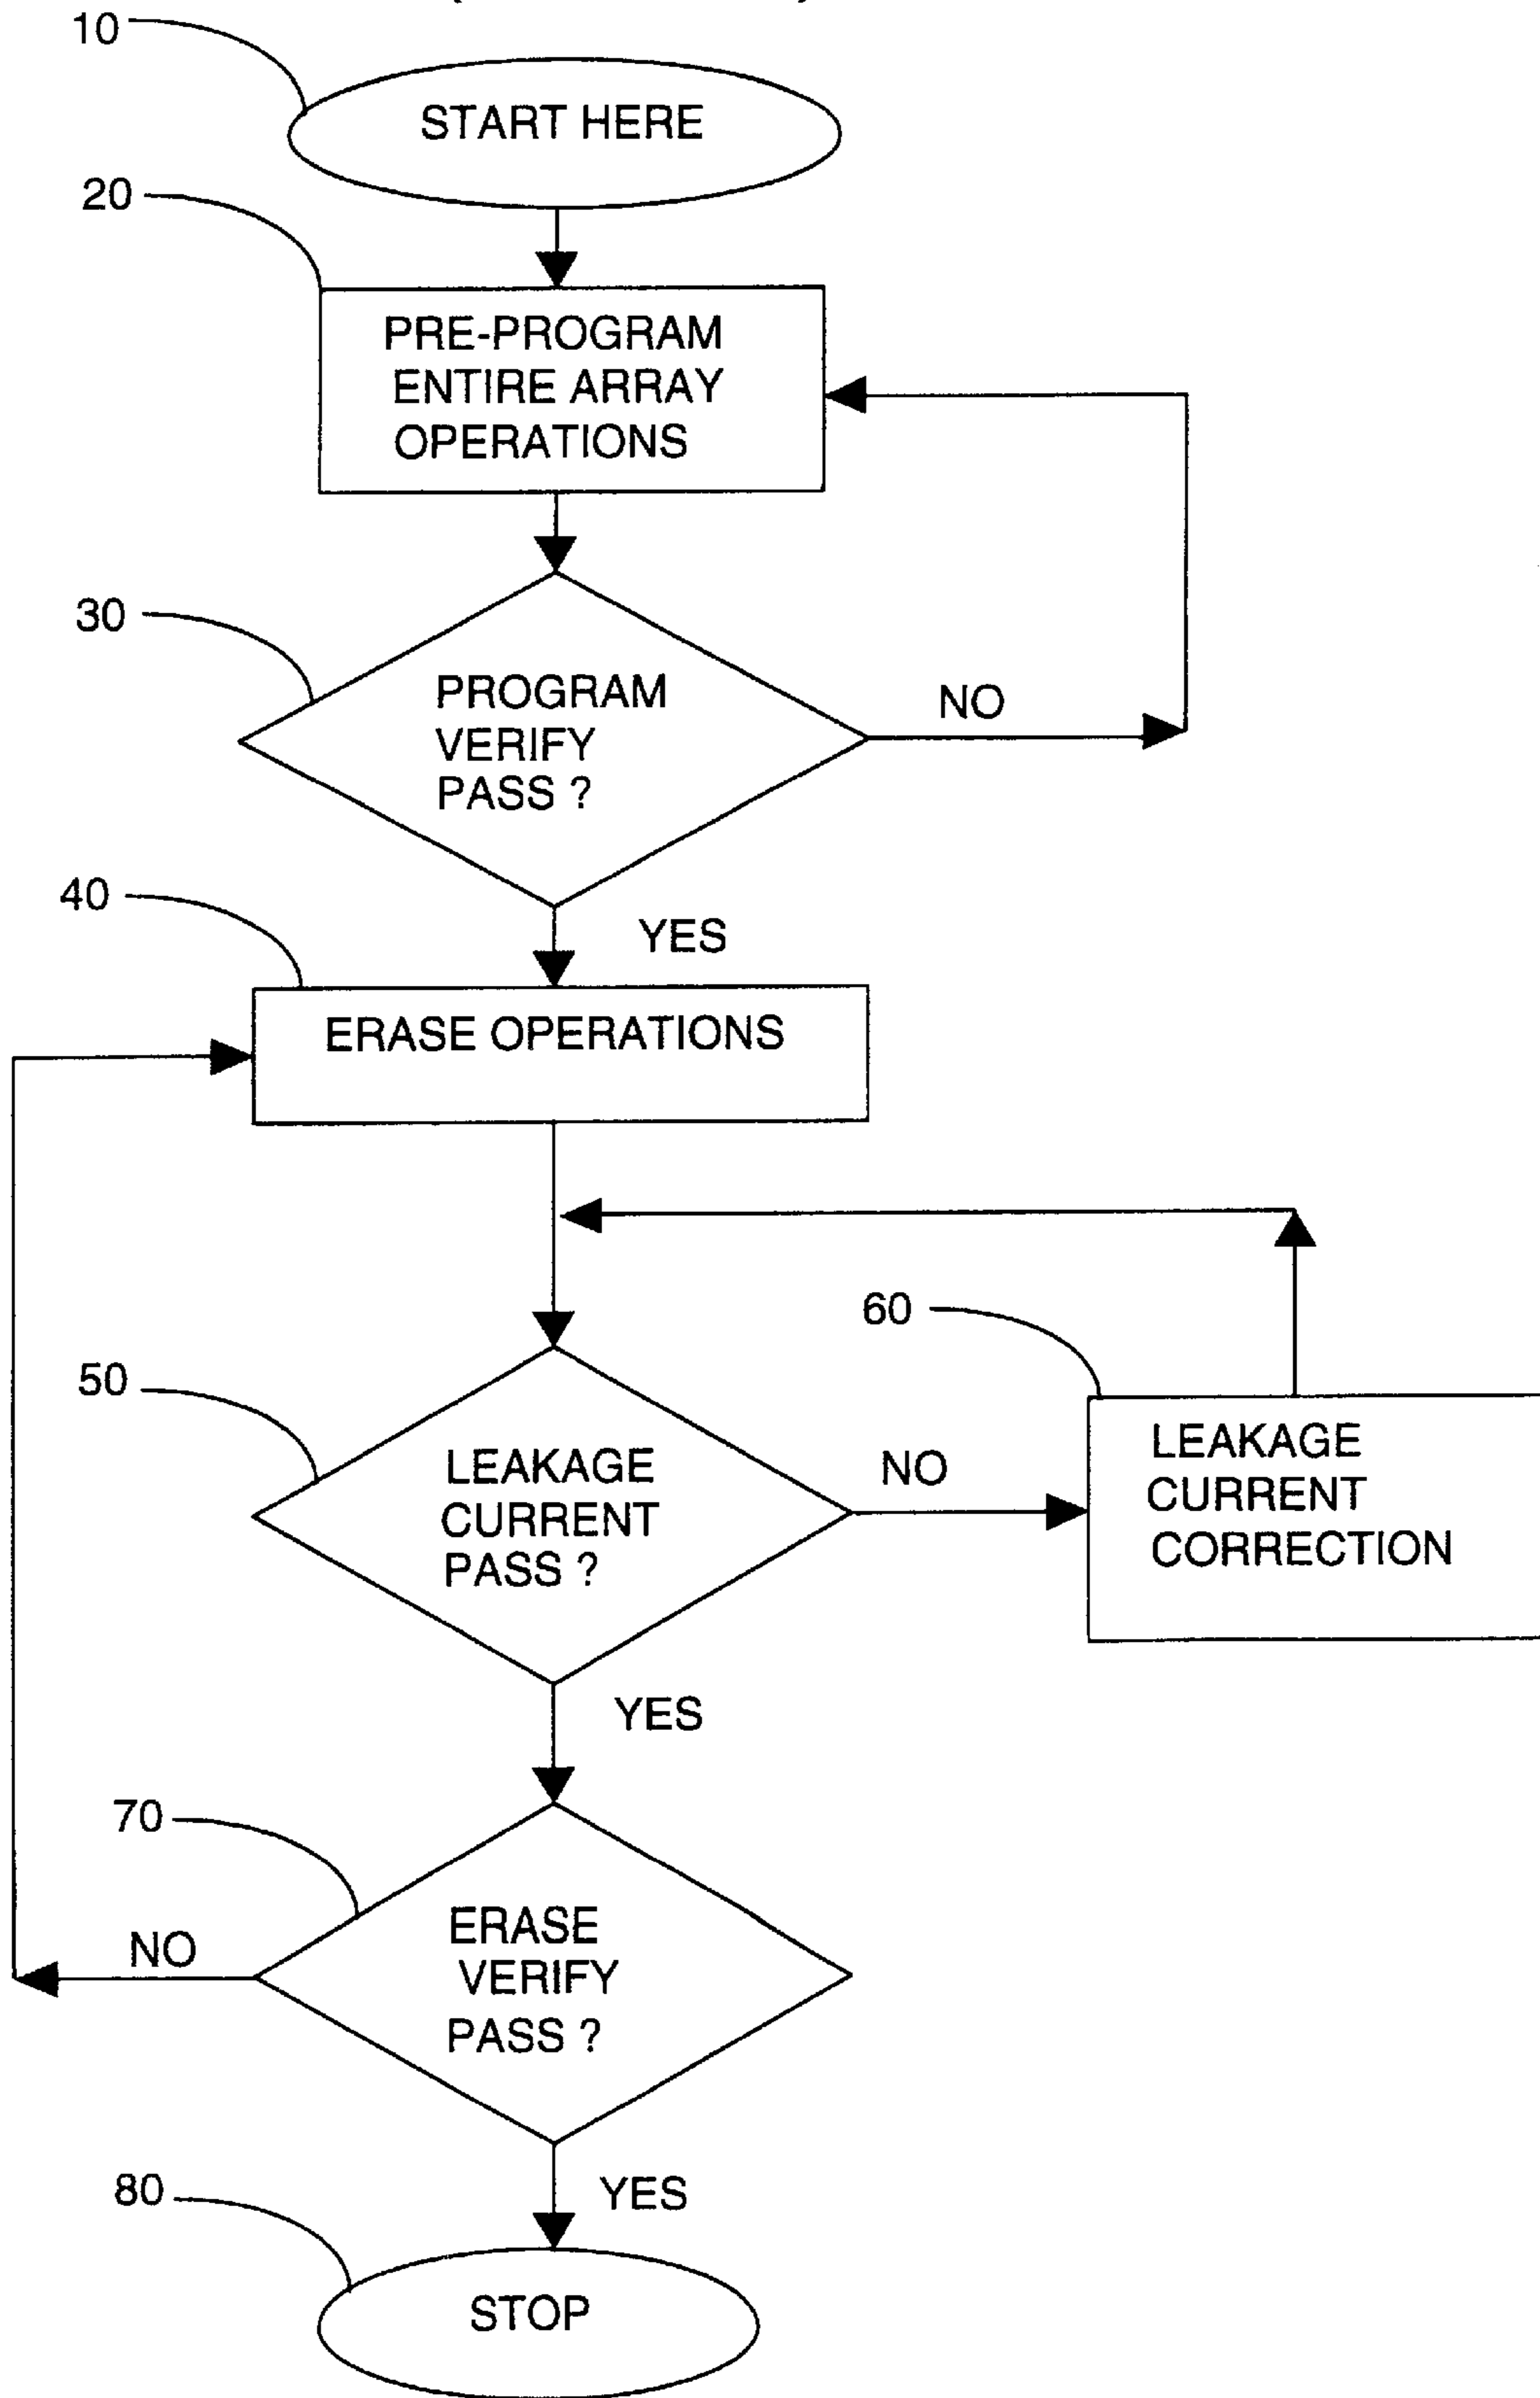 10
START HERE
20
PRE-PROGRAM
ENTIRE ARRAY
OPERATIONS
30
PROGRAM
VERIFY
PASS ?
NO
40
YES
ERASE OPERATIONS
60
50
LEAKAGE
CURRENT
PASS ?
NO
LEAKAGE
CURRENT
CORRECTION
YES
70
ERASE
VERIFY
PASS ?
NO
80
YES
STOP